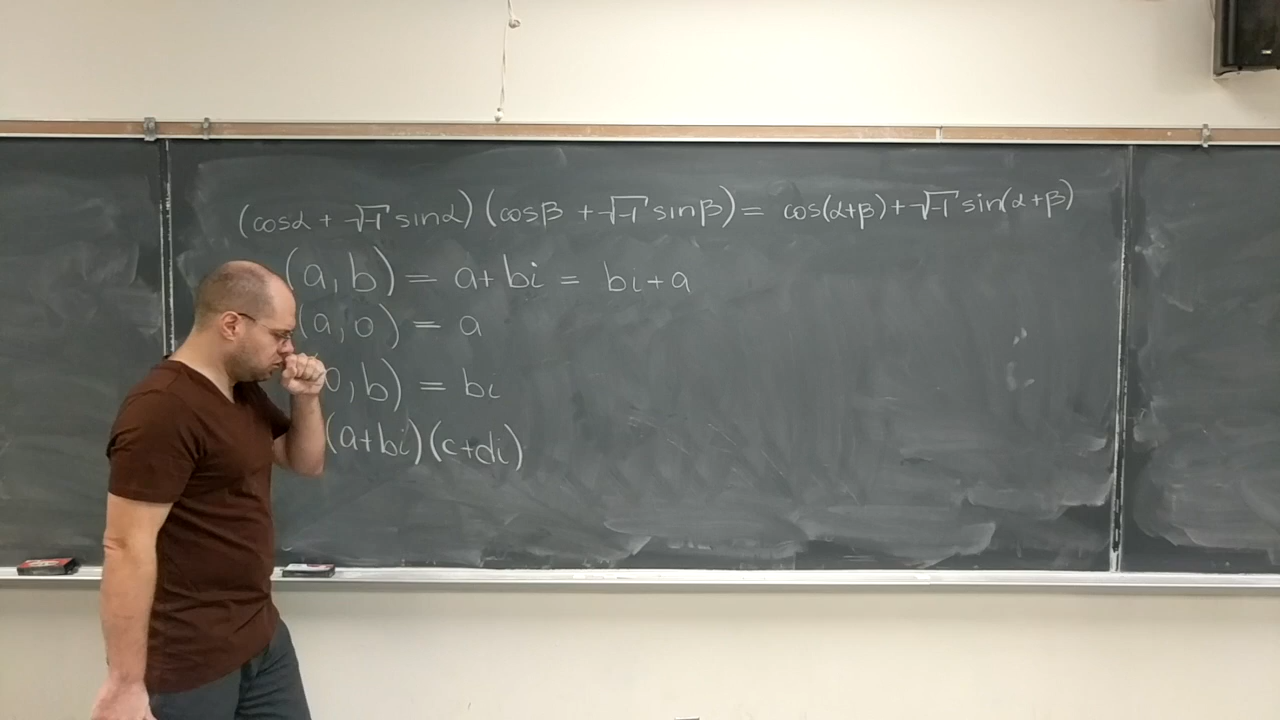 (cosα + √-1 sinα)(cosβ + √-1 sinβ) = cos(α+β) + √-1 sin(α+β)
(a, b) = a + bi = bi + a
(a, 0) = a
0, b) = bi
(a+bi)(c+di)